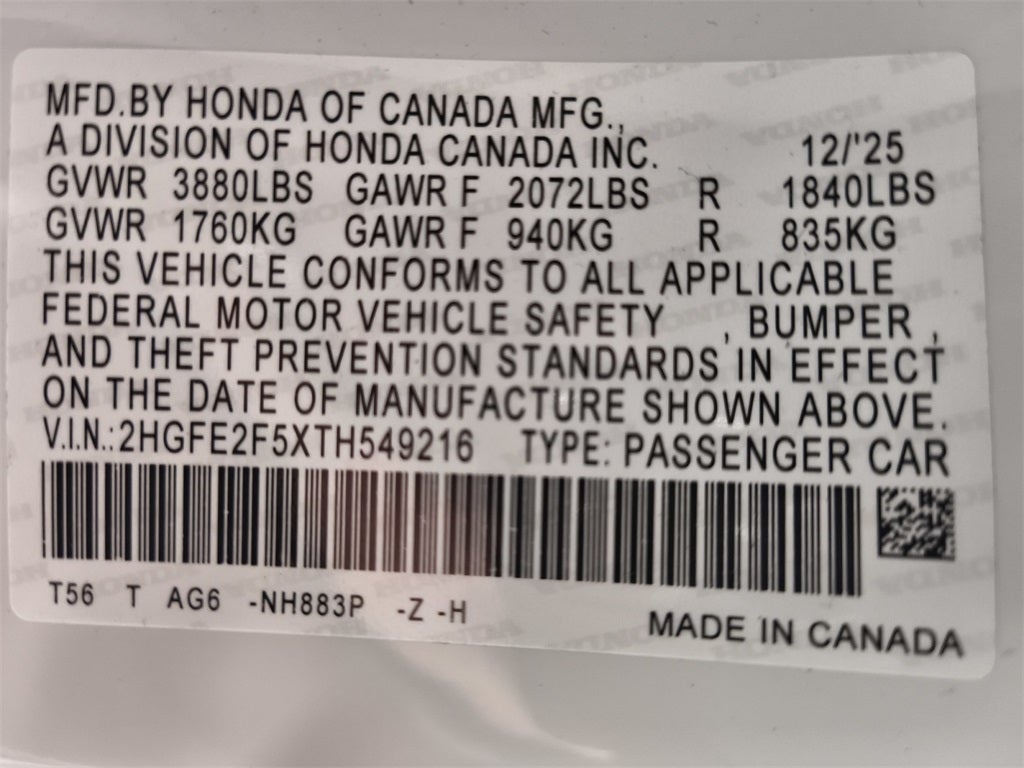 MFD.BY HONDA OF CANADA MFG.,
A DIVISION OF HONDA CANADA INC. 12/'25
GVWR 3880LBS GAWR F 2072LBS R 1840LBS
GVWR 1760KG GAWR F 940KG R 835KG
THIS VEHICLE CONFORMS TO ALL APPLICABLE
FEDERAL MOTOR VEHICLE SAFETY , BUMPER ,
AND THEFT PREVENTION STANDARDS IN EFFECT
ON THE DATE OF MANUFACTURE SHOWN ABOVE.
V.I.N.:2HGFE2F5XTH549216 TYPE: PASSENGER CAR
T56 T AG6 -NH883P -Z -H
MADE IN CANADA